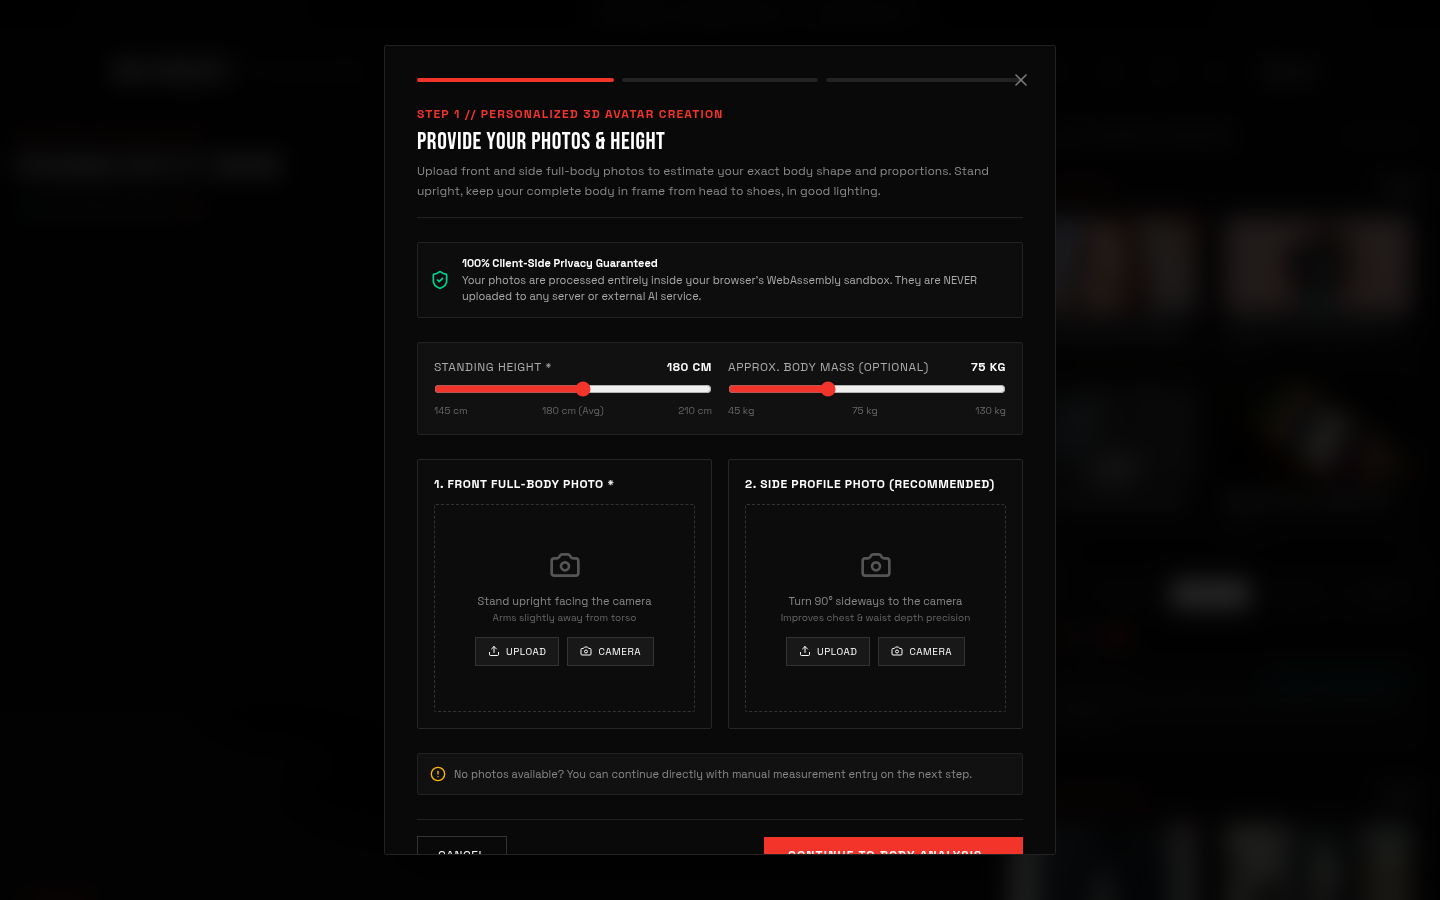 STEP 1 // PERSONALIZED 3D AVATAR CREATION
PROVIDE YOUR PHOTOS & HEIGHT
Upload front and side full-body photos to estimate your exact body shape and proportions. Stand
upright, keep your complete body in frame from head to shoes, in good lighting.
100% Client-Side Privacy Guaranteed
Your photos are processed entirely inside your browser's WebAssembly sandbox. They are NEVER
uploaded to any server or external AI service.
STANDING HEIGHT * 180 CM
145 cm 180 cm (Avg) 210 cm
APPROX. BODY MASS (OPTIONAL) 75 KG
45 kg 75 kg 130 kg
1. FRONT FULL-BODY PHOTO *
Stand upright facing the camera
Arms slightly away from torso
UPLOAD CAMERA
2. SIDE PROFILE PHOTO (RECOMMENDED)
Turn 90° sideways to the camera
Improves chest & waist depth precision
UPLOAD CAMERA
No photos available? You can continue directly with manual measurement entry on the next step.
CANCEL CONTINUE TO BODY ANALYSIS